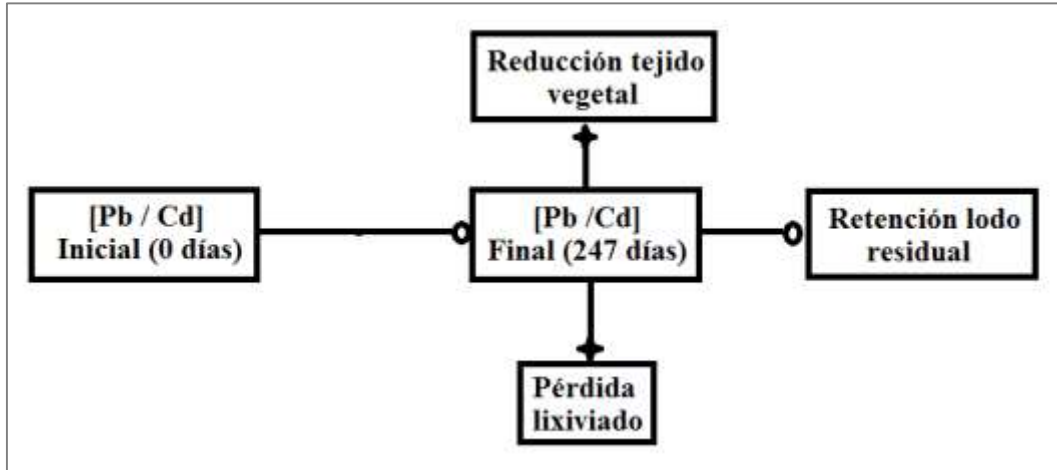 Reducción tejido
vegetal
[Pb / Cd]
Inicial (0 días)
[Pb /Cd]
Final (247 días)
Retención lodo
residual
Pérdida
lixiviado